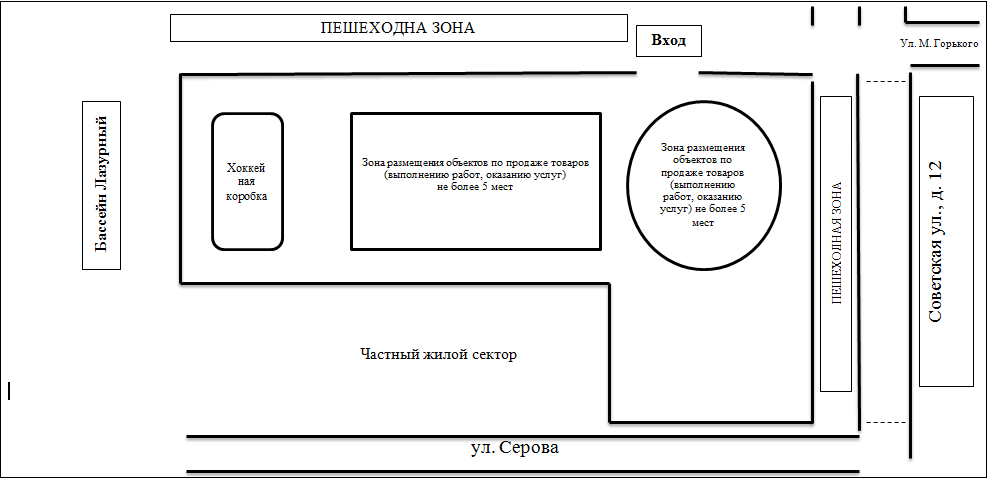 ПЕШЕХОДНА ЗОНА
Вход
Ул. М. Горького
Бассейн Лазурный
Хоккей
ная
коробка
Зона размещения объектов по продаже товаров
(выполнению работ, оказанию услуг)
не более 5 мест
Зона размещения
объектов по
продаже товаров
(выполнению
работ, оказанию
услуг) не более 5
мест
ПЕШЕХОЛНАЯ ЗОНА
Советская ул., д. 12
Частный жилой сектор
ул. Серова